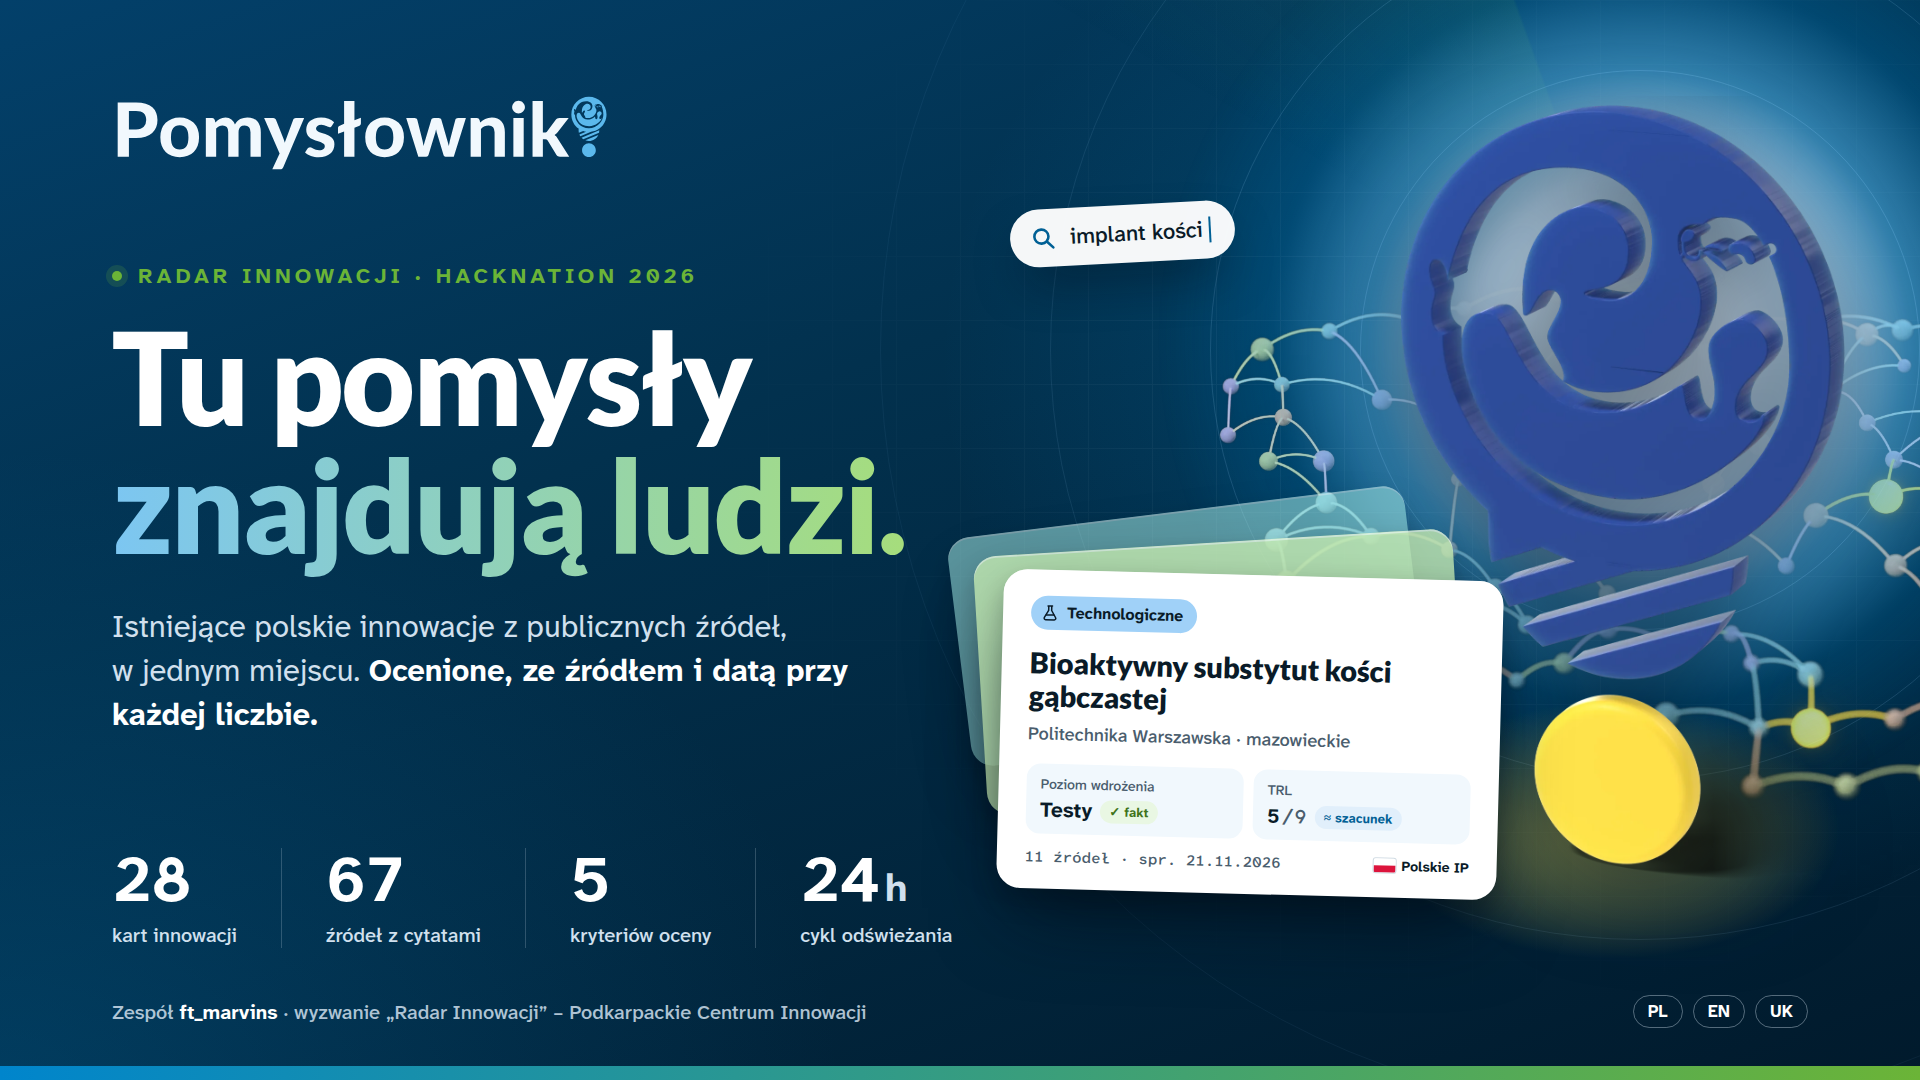 Pomysłownik
RADAR INNOWACJI · HACKNATION 2026
Tu pomysły
znajdują ludzi.
Istniejące polskie innowacje z publicznych źródeł,
w jednym miejscu. Ocenione, ze źródłem i datą przy
każdej liczbie.
28
kart innowacji
67
źródeł z cytatami
5
kryteriów oceny
24h
cykl odświeżania
Zespół ft_marvins · wyzwanie „Radar Innowacji” – Podkarpackie Centrum Innowacji
implant kości
Technologiczne
Bioaktywny substytut kości
gąbczastej
Politechnika Warszawska · mazowieckie
Poziom wdrożenia
Testy ✓ fakt
TRL
5/9 ≈ szacunek
11 źródeł · spr. 21.11.2026
Polskie IP
PL EN UK